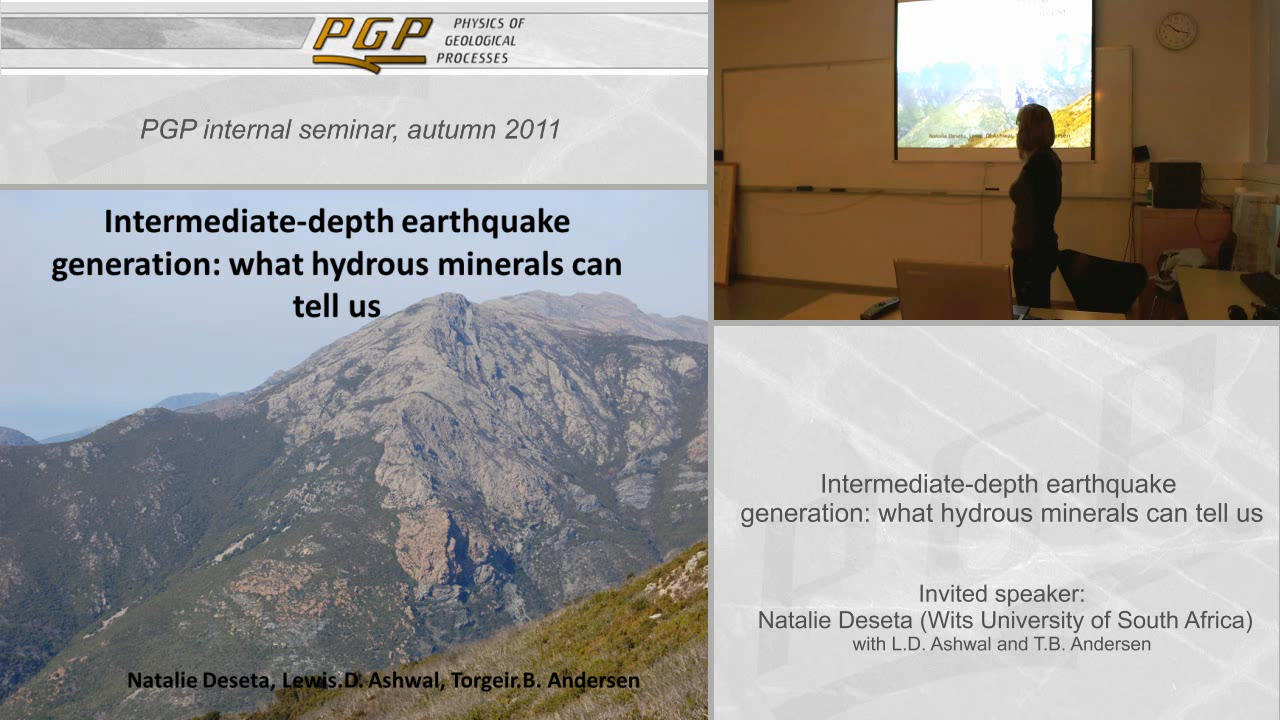 PGP
PHYSICS OF
GEOLOGICAL
PROCESSES
PGP internal seminar, autumn 2011
Intermediate-depth earthquake
generation: what hydrous minerals can
tell us
Natalie Deseta, Lewis.D. Ashwal, Torgeir.B. Andersen
Intermediate-depth earthquake
generation: what hydrous minerals can tell us
Invited speaker:
Natalie Deseta (Wits University of South Africa)
with L.D. Ashwal and T.B. Andersen